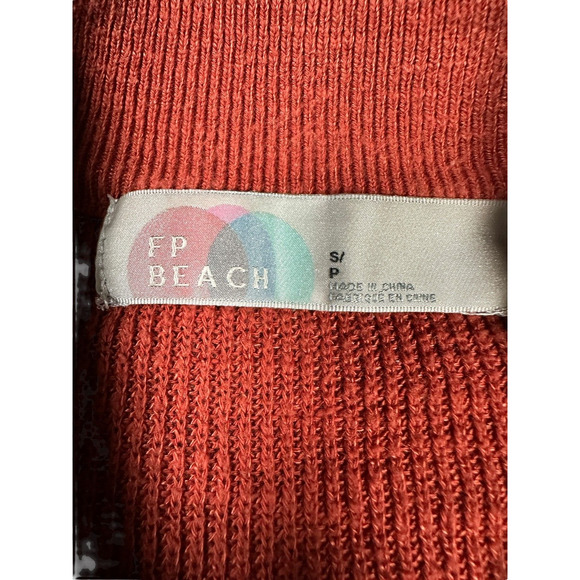 FP
BEACH
S/
P
MADE IN CHINA
FABRIQUÉ EN CHINE